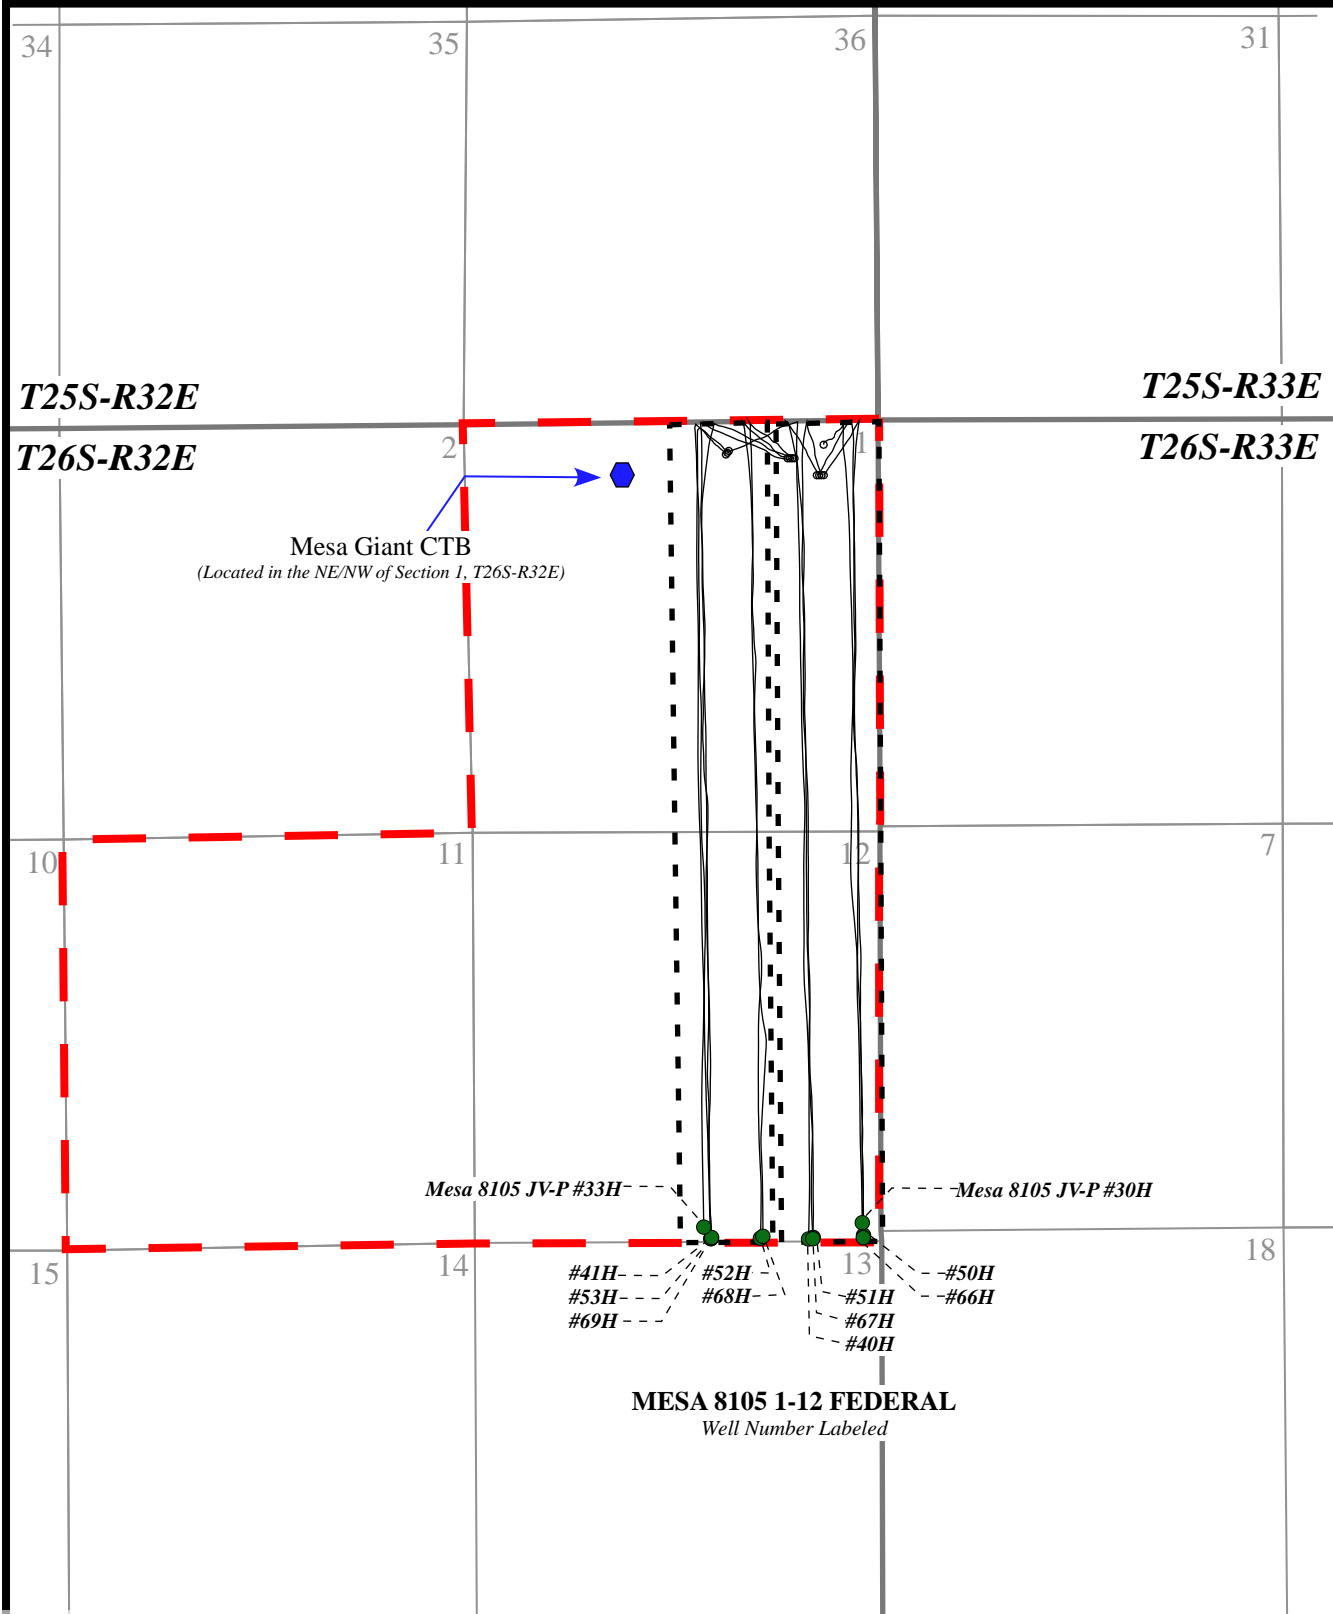 34
35
36
31
T25S-R32E
T25S-R33E
T26S-R32E
2
1
T26S-R33E
Mesa Giant CTB
(Located in the NE/NW of Section 1, T26S-R32E)
10
11
12
7
Mesa 8105 JV-P #33H
Mesa 8105 JV-P #30H
15
14
13
18
#41H
#52H
#50H
#53H
#68H
#51H
#66H
#69H
#67H
#40H
MESA 8105 1-12 FEDERAL
Well Number Labeled